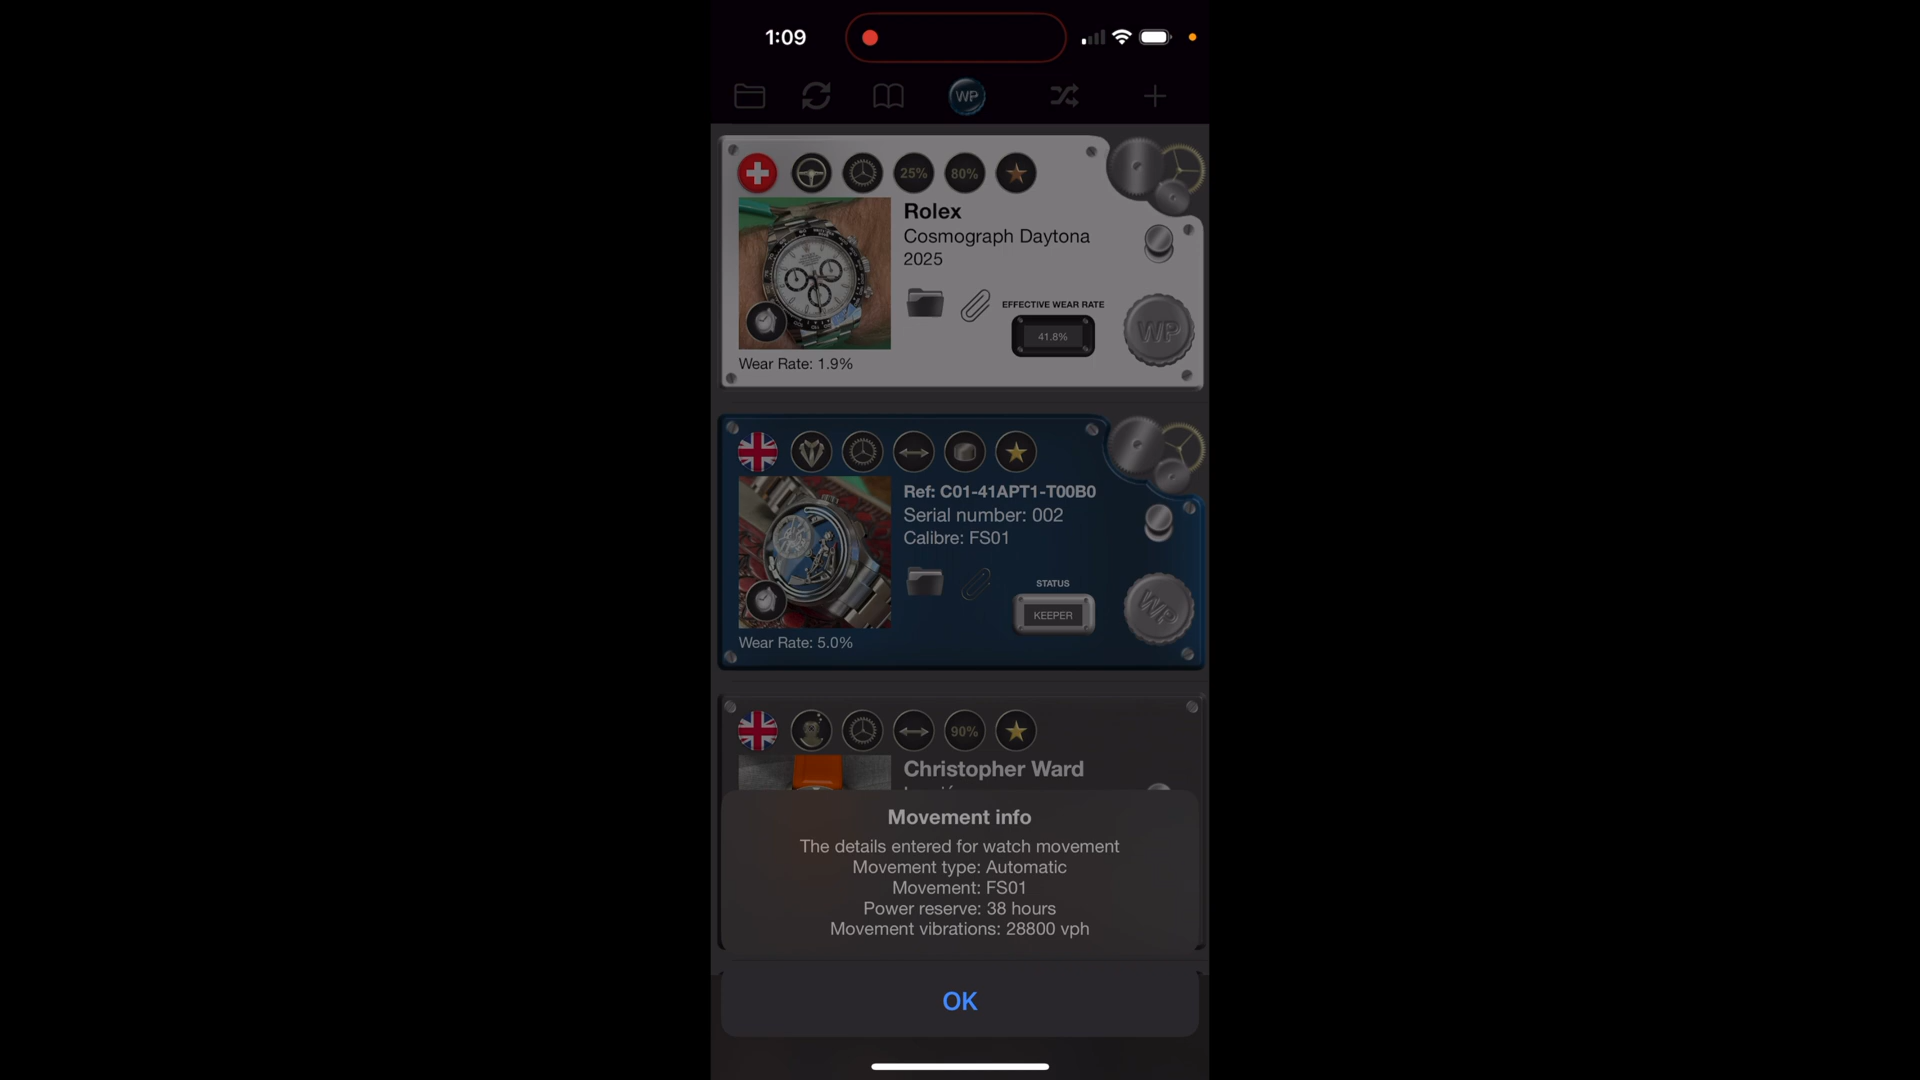 1:09
WP
25%
80%
Rolex
Cosmograph Daytona
2025
EFFECTIVE WEAR RATE
41.8%
WP
Wear Rate: 1.9%
Ref: C01-41APT1-T00B0
Serial number: 002
Calibre: FS01
STATUS
KEEPER
WP
Wear Rate: 5.0%
90%
Christopher Ward
Movement info
The details entered for watch movement
Movement type: Automatic
Movement: FS01
Power reserve: 38 hours
Movement vibrations: 28800 vph
OK